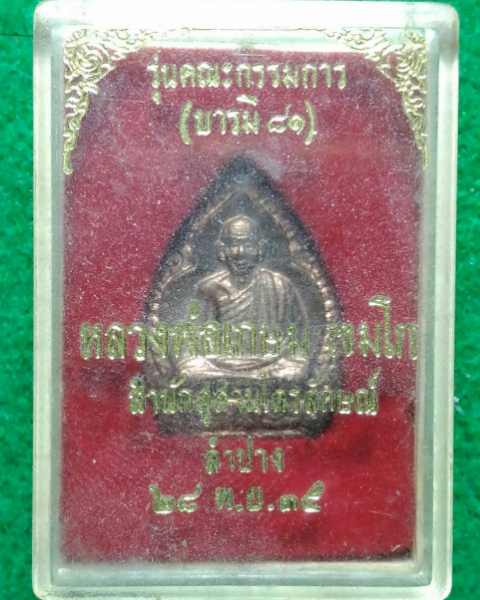 รุ่นคณะกรรมการ
(บารมี ๘๑)
หลวงพ่อเกษม เขมโก
สำนักสุสานไตรลักษณ์
ลำปาง
๒๘ พ.ย. ๓๕